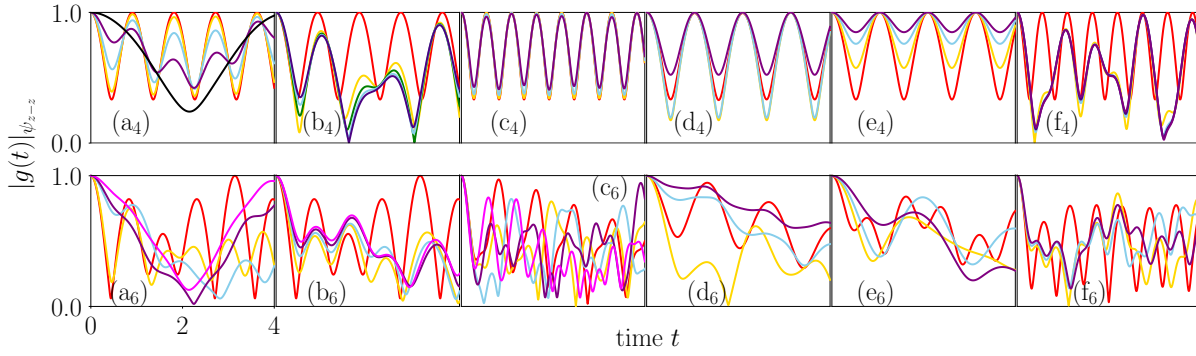 1.0
(a4) (b4) (c4) (d4) (e4) (f4)
0.0
|g(t)|ψz−z
1.0
(c6)
(a6) (b6) (d6) (e6) (f6)
0.0
0 2 4
time t